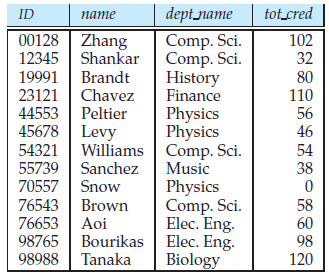 ID name dept_name tot_cred
00128 Zhang Comp. Sci. 102
12345 Shankar Comp. Sci. 32
19991 Brandt History 80
23121 Chavez Finance 110
44553 Peltier Physics 56
45678 Levy Physics 46
54321 Williams Comp. Sci. 54
55739 Sanchez Music 38
70557 Snow Physics 0
76543 Brown Comp. Sci. 58
76653 Aoi Elec. Eng. 60
98765 Bourikas Elec. Eng. 98
98988 Tanaka Biology 120